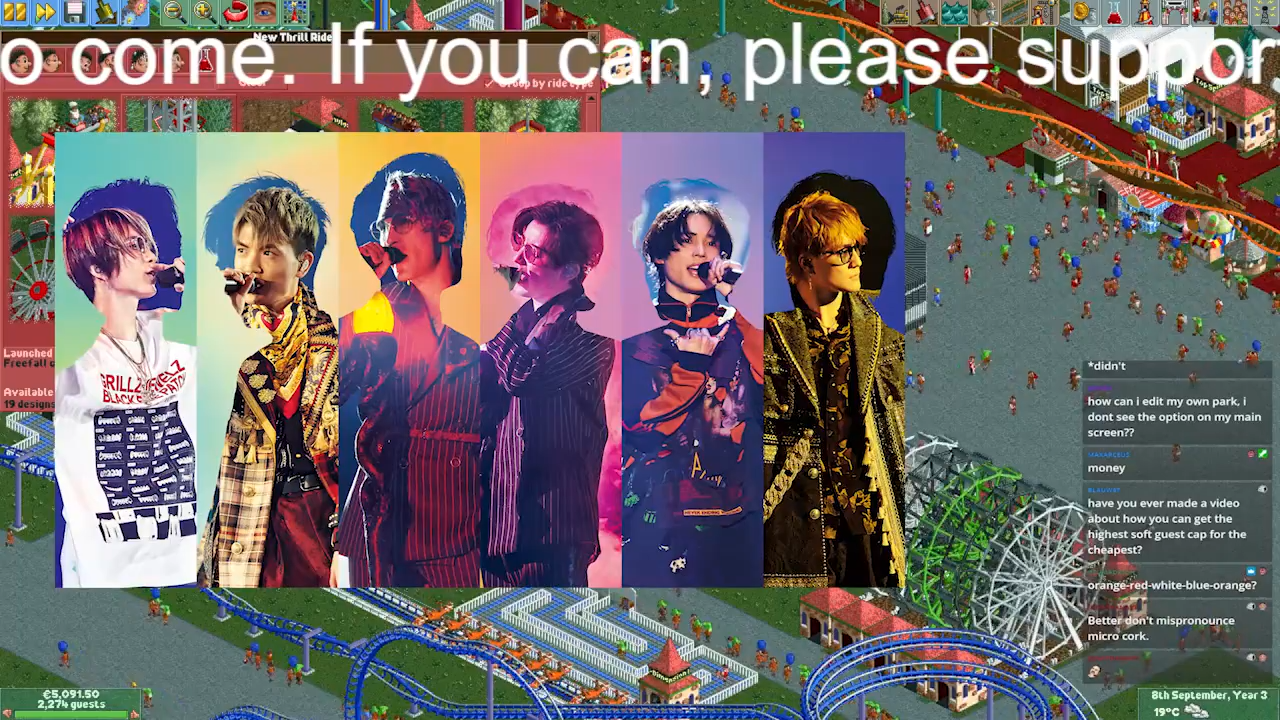 New Thrill Ride
o come. If you can, please suppor
Group by ride type
Launched
Freefall
Available
19 designs
GRILLZ JEWELZ
NEVER ENDING
*didn't
how can i edit my own park, i
dont see the option on my main
screen??
money
have you ever made a video
about how you can get the
highest soft guest cap for the
cheapest?
orange-red-white-blue-orange?
Better don't mispronounce
micro cork.
Dimension
€5,091.50
2,274 guests
8th September, Year 3
19°C